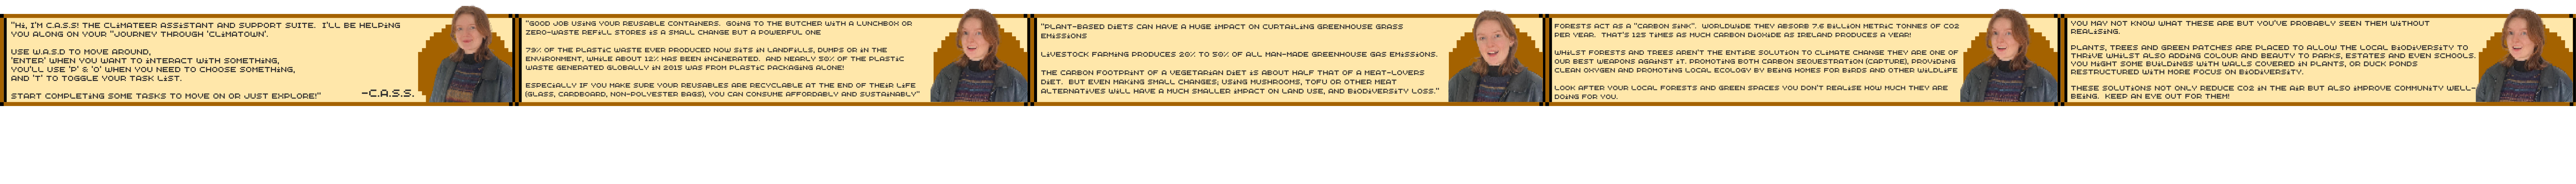 "Hi, I'M C.A.S.S! THE CLIMATEER ASSISTANT AND SUPPORT SUITE. I'LL BE HELPING
YOU ALONG ON YOUR "JOURNEY THROUGH 'CLIMATOWN'.
USE W.A.S.D TO MOVE AROUND,
'ENTER' WHEN YOU WANT TO INTERACT WITH SOMETHING,
YOU'LL USE 'P' & 'O' WHEN YOU NEED TO CHOOSE SOMETHING,
AND 'T' TO TOGGLE YOUR TASK LIST.
START COMPLETING SOME TASKS TO MOVE ON OR JUST EXPLORE!"
-C.A.S.S.
"GOOD JOB USING YOUR REUSABLE CONTAINERS. GOING TO THE BUTCHER WITH A LUNCHBOX OR
ZERO-WASTE REFILL STORES IS A SMALL CHANGE BUT A POWERFUL ONE
79% OF THE PLASTIC WASTE EVER PRODUCED NOW SITS IN LANDFILLS, DUMPS OR IN THE
ENVIRONMENT, WHILE ABOUT 12% HAS BEEN INCINERATED. AND NEARLY 50% OF THE PLASTIC
WASTE GENERATED GLOBALLY IN 2015 WAS FROM PLASTIC PACKAGING ALONE!
ESPECIALLY IF YOU MAKE SURE YOUR REUSABLES ARE RECYCLABLE AT THE END OF THEIR LIFE
(GLASS, CARDBOARD, NON-POLYESTER BAGS), YOU CAN CONSUME AFFORDABLY AND SUSTAINABLY"
"PLANT-BASED DIETS CAN HAVE A HUGE IMPACT ON CURTAILING GREENHOUSE GRASS
EMISSIONS
LIVESTOCK FARMING PRODUCES 20% TO 50% OF ALL MAN-MADE GREENHOUSE GAS EMISSIONS.
THE CARBON FOOTPRINT OF A VEGETARIAN DIET IS ABOUT HALF THAT OF A MEAT-LOVERS
DIET. BUT EVEN MAKING SMALL CHANGES; USING MUSHROOMS, TOFU OR OTHER MEAT
ALTERNATIVES WILL HAVE A MUCH SMALLER IMPACT ON LAND USE, AND BIODIVERSITY LOSS."
FORESTS ACT AS A "CARBON SINK". WORLDWIDE THEY ABSORB 7.6 BILLION METRIC TONNES OF CO2
PER YEAR. THAT'S 125 TIMES AS MUCH CARBON DIOXIDE AS IRELAND PRODUCES A YEAR!
WHILST FORESTS AND TREES AREN'T THE ENTIRE SOLUTION TO CLIMATE CHANGE THEY ARE ONE OF
OUR BEST WEAPONS AGAINST IT. PROMOTING BOTH CARBON SEQUESTRATION (CAPTURE), PROVIDING
CLEAN OXYGEN AND PROMOTING LOCAL ECOLOGY BY BEING HOMES FOR BIRDS AND OTHER WILDLIFE
LOOK AFTER YOUR LOCAL FORESTS AND GREEN SPACES YOU DON'T REALISE HOW MUCH THEY ARE
DOING FOR YOU.
YOU MAY NOT KNOW WHAT THESE ARE BUT YOU'VE PROBABLY SEEN THEM WITHOUT
REALISING.
PLANTS, TREES AND GREEN PATCHES ARE PLACED TO ALLOW THE LOCAL BIODIVERSITY TO
THRIVE WHILST ALSO ADDING COLOUR AND BEAUTY TO PARKS, ESTATES AND EVEN SCHOOLS.
YOU MIGHT SOME BUILDINGS WITH WALLS COVERED IN PLANTS, OR DUCK PONDS
RESTRUCTURED WITH MORE FOCUS ON BIODIVERSITY.
THESE SOLUTIONS NOT ONLY REDUCE CO2 IN THE AIR BUT ALSO IMPROVE COMMUNITY WELL-
BEING. KEEP AN EYE OUT FOR THEM!